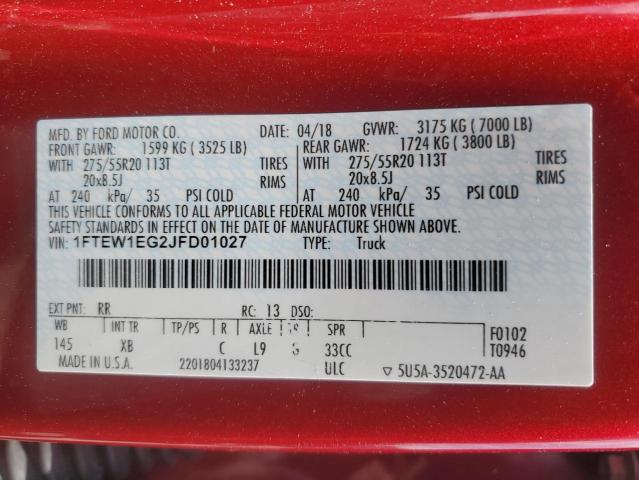 MFD. BY FORD MOTOR CO. DATE: 04/18 GVWR: 3175 KG ( 7000 LB)
FRONT GAWR: 1599 KG ( 3525 LB) REAR GAWR: 1724 KG ( 3800 LB)
WITH 275/55R20 113T TIRES WITH 275/55R20 113T TIRES
20x8.5J RIMS 20x8.5J RIMS
AT 240 kPa/ 35 PSI COLD AT 240 kPa/ 35 PSI COLD
THIS VEHICLE CONFORMS TO ALL APPLICABLE FEDERAL MOTOR VEHICLE
SAFETY STANDARDS IN EFFECT ON THE DATE OF MANUFACTURE SHOWN ABOVE.
VIN: 1FTEW1EG2JFD01027 TYPE: Truck
EXT PNT: RR RC: 13 DSO:
WB INT TR TP/PS R AXLE SPR F0102
145 XB C L9 33CC T0946
MADE IN U.S.A. 2201804133237 ULC ▽ 5U5A-3520472-AA